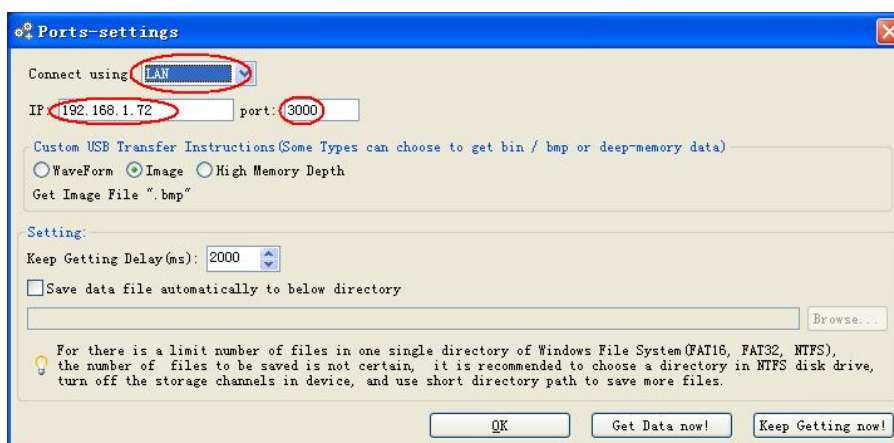 Ports-settings
Connect using LAN
IP: 192.168.1.72 port: 3000
Custom USB Transfer Instructions(Some Types can choose to get bin / bmp or deep-memory data)
WaveForm Image High Memory Depth
Get Image File ".bmp"
Setting:
Keep Getting Delay(ms): 2000
Save data file automatically to below directory
Browse...
For there is a limit number of files in one single directory of Windows File System(FAT16, FAT32, NTFS),
the number of files to be saved is not certain, it is recommended to choose a directory in NTFS disk drive,
turn off the storage channels in device, and use short directory path to save more files.
OK Get Data now! Keep Getting now!